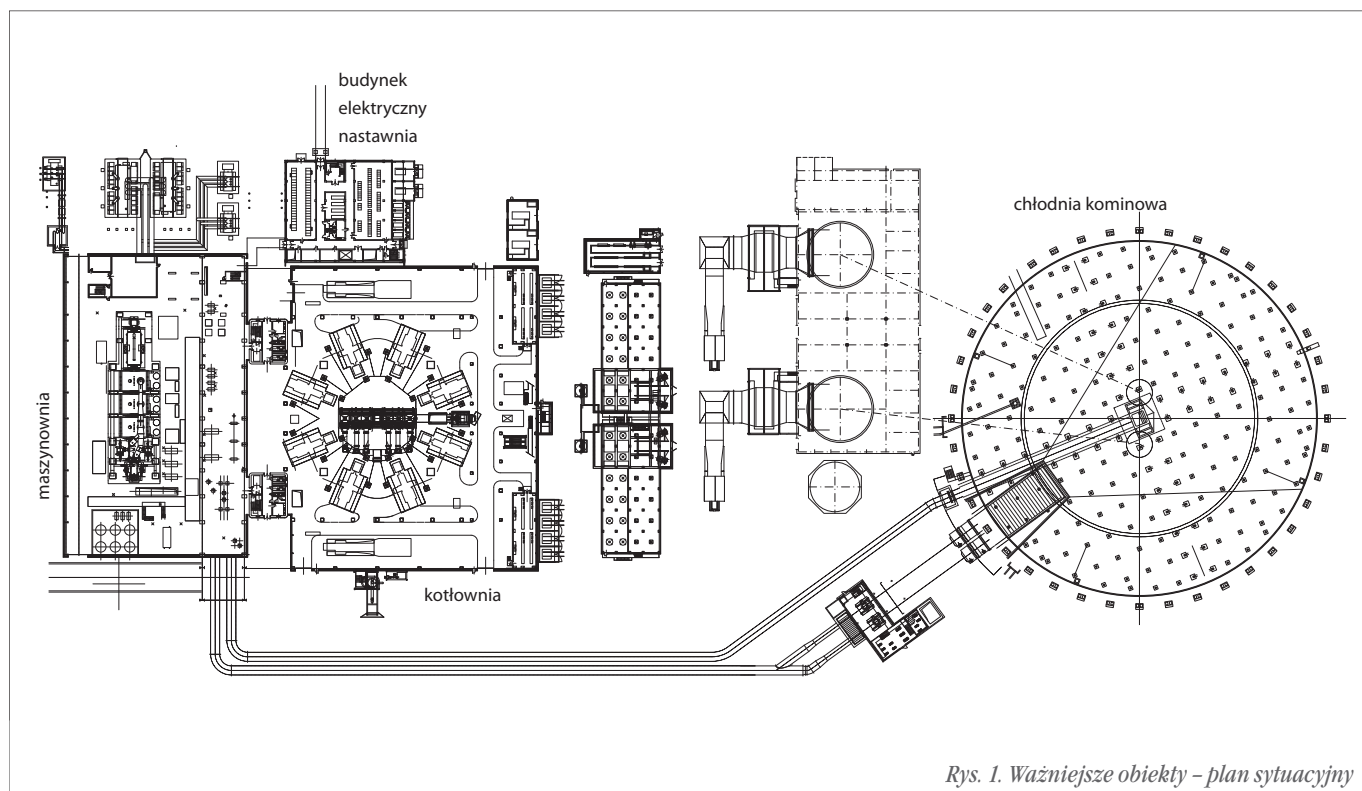 budynek
elektryczny
nastawnia
chłodnia kominowa
maszynownia
kotłownia
Rys. 1. Ważniejsze obiekty – plan sytuacyjny